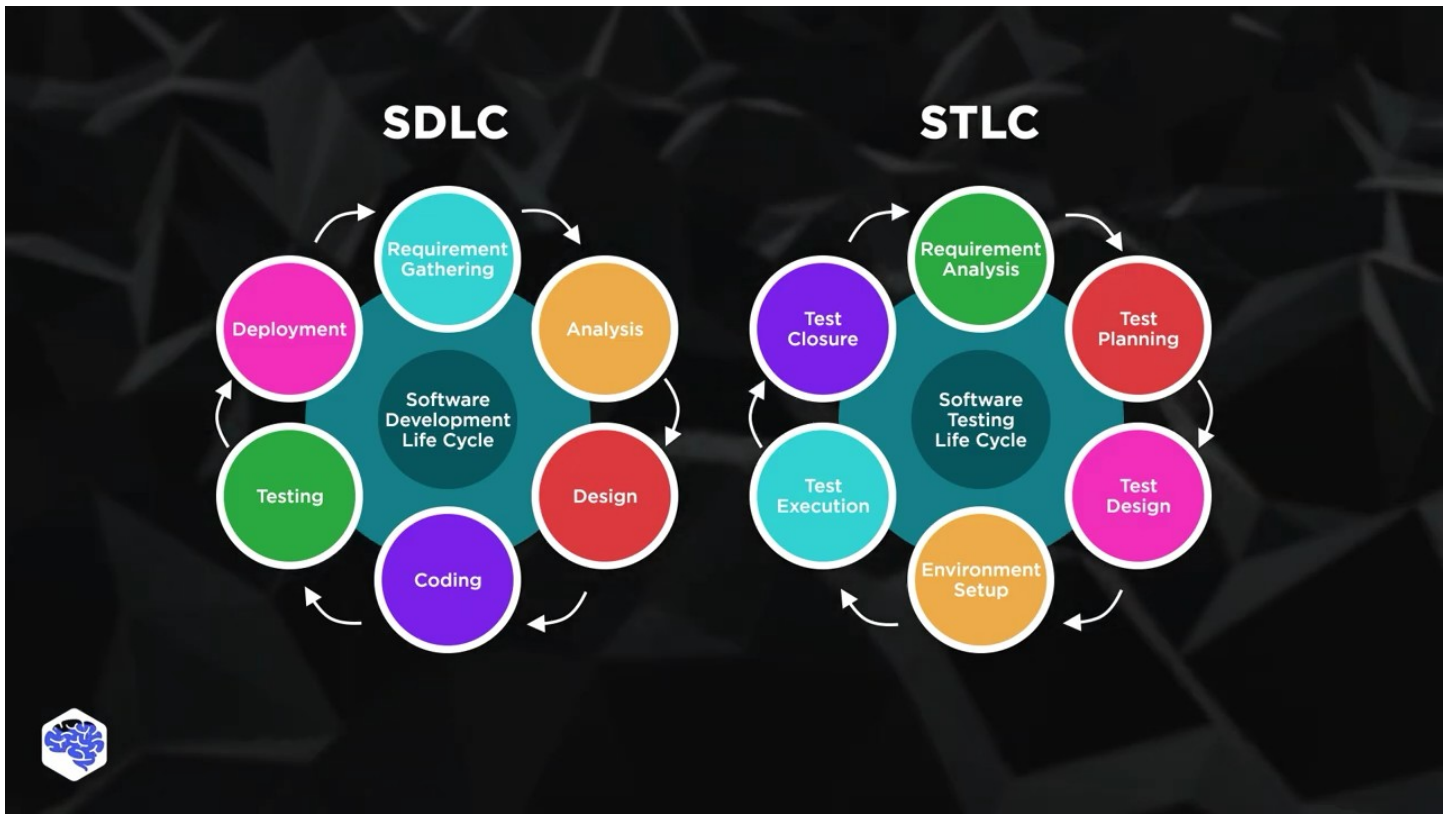 SDLC
Requirement
Gathering
Analysis
Design
Coding
Testing
Deployment
Software
Development
Life Cycle
STLC
Requirement
Analysis
Test
Planning
Test
Design
Environment
Setup
Test
Execution
Test
Closure
Software
Testing
Life Cycle